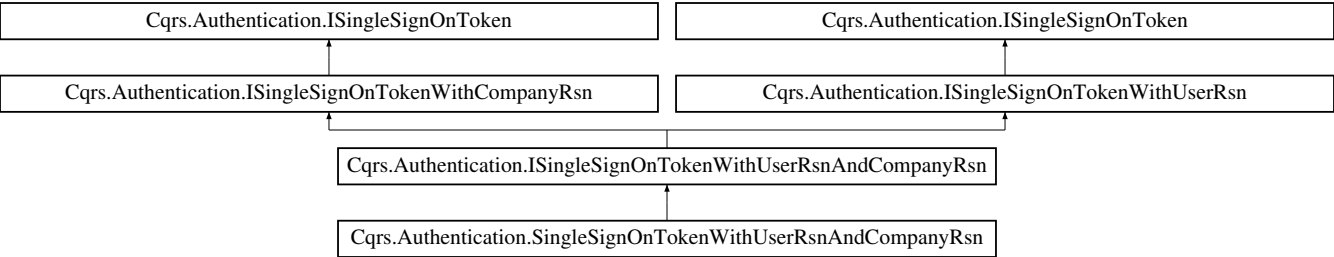 Cqrs.Authentication.ISingleSignOnToken
Cqrs.Authentication.ISingleSignOnToken
Cqrs.Authentication.ISingleSignOnTokenWithCompanyRsn
Cqrs.Authentication.ISingleSignOnTokenWithUserRsn
Cqrs.Authentication.ISingleSignOnTokenWithUserRsnAndCompanyRsn
Cqrs.Authentication.SingleSignOnTokenWithUserRsnAndCompanyRsn